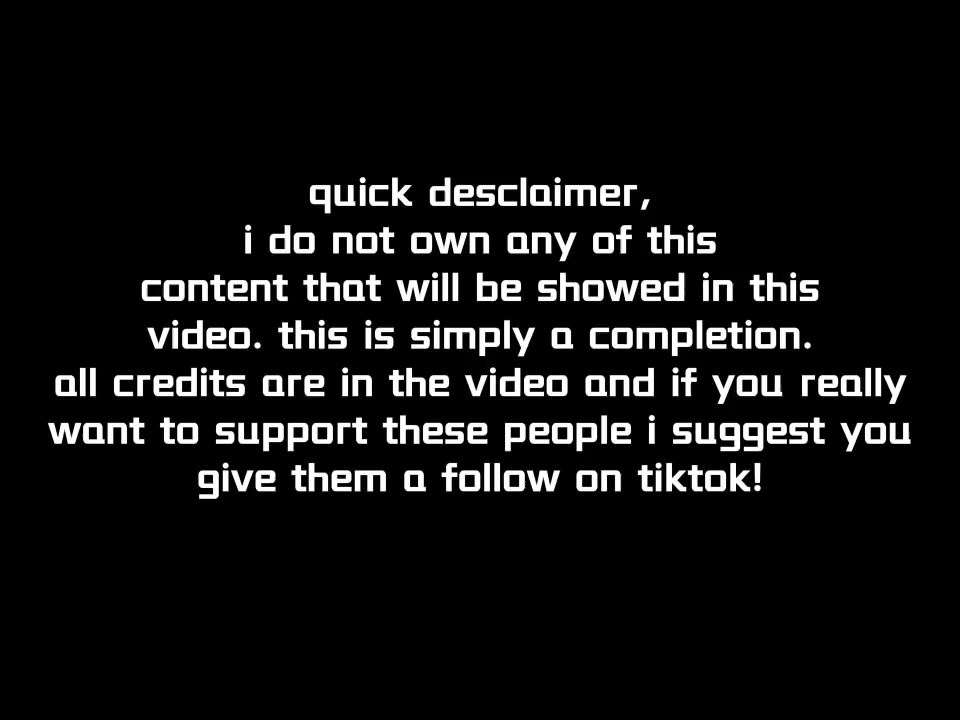 quick desclaimer,
i do not own any of this
content that will be showed in this
video. this is simply a completion.
all credits are in the video and if you really
want to support these people i suggest you
give them a follow on tiktok!